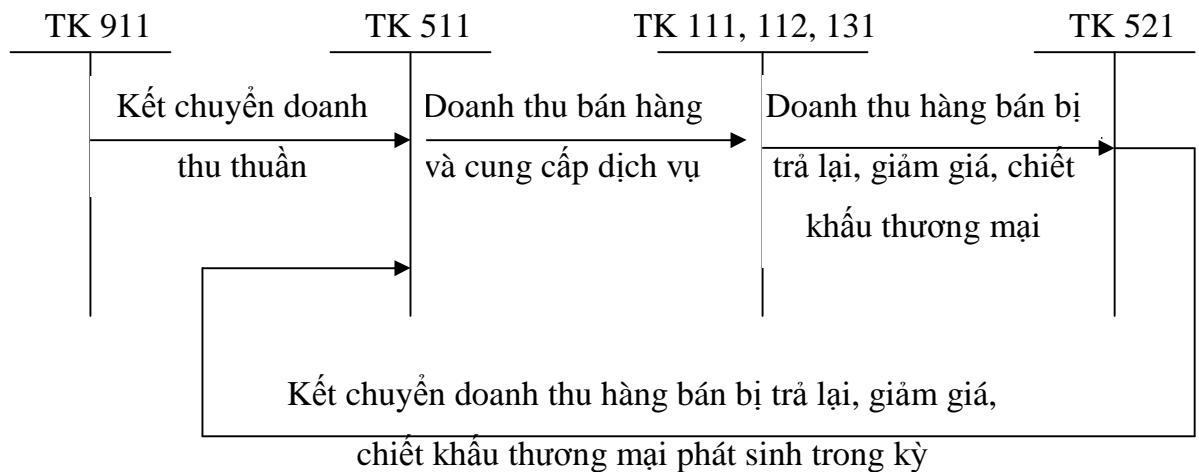 TK 911
TK 511
TK 111, 112, 131
TK 521
Kết chuyển doanh
thu thuần
Doanh thu bán hàng
và cung cấp dịch vụ
Doanh thu hàng bán bị
trả lại, giảm giá, chiết
khấu thương mại
Kết chuyển doanh thu hàng bán bị trả lại, giảm giá,
chiết khấu thương mại phát sinh trong kỳ